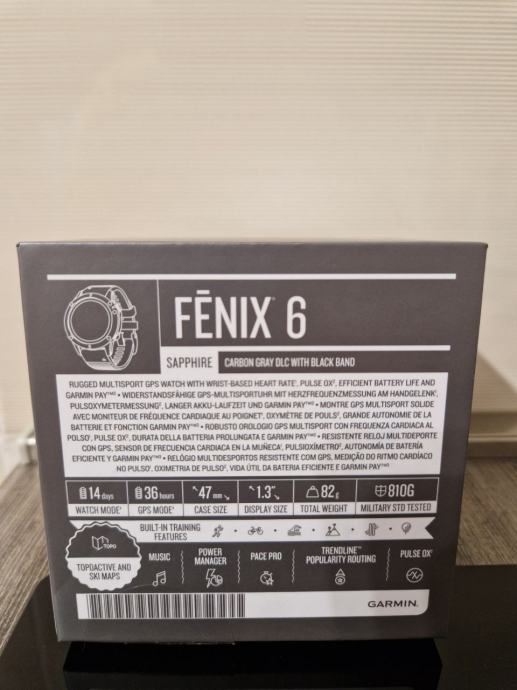 FĒNIX® 6
SAPPHIRE CARBON GRAY DLC WITH BLACK BAND
RUGGED MULTISPORT GPS WATCH WITH WRIST-BASED HEART RATE¹, PULSE OX², EFFICIENT BATTERY LIFE AND
GARMIN PAY™³ • WIDERSTANDSFÄHIGE GPS-MULTISPORTUHR MIT HERZFREQUENZMESSUNG AM HANDGELENK¹,
PULSOXYMETERMESSUNG², LANGER AKKU-LAUFZEIT UND GARMIN PAY™³ • MONTRE GPS MULTISPORT SOLIDE
AVEC MONITEUR DE FRÉQUENCE CARDIAQUE AU POIGNET¹, OXYMÈTRE DE POULS², GRANDE AUTONOMIE DE LA
BATTERIE ET FONCTION GARMIN PAY™³ • ROBUSTO OROLOGIO GPS MULTISPORT CON FREQUENZA CARDIACA AL
POLSO¹, PULSE OX², DURATA DELLA BATTERIA PROLUNGATA E GARMIN PAY™³ • RESISTENTE RELOJ MULTIDEPORTE
CON GPS, SENSOR DE FRECUENCIA CARDIACA EN LA MUÑECA¹, PULSIOXÍMETRO², AUTONOMÍA DE BATERÍA
EFICIENTE Y GARMIN PAY™³ • RELÓGIO MULTIDESPORTOS RESISTENTE COM GPS, MEDIÇÃO DO RITMO CARDÍACO
NO PULSO¹, OXIMETRIA DE PULSO², VIDA ÚTIL DA BATERIA EFICIENTE E GARMIN PAY™³
14 days 36 hours 47 mm 1.3" 82 g 810G
WATCH MODE⁴ GPS MODE⁴ CASE SIZE DISPLAY SIZE TOTAL WEIGHT MILITARY STD TESTED
BUILT-IN TRAINING
FEATURES
TOPO
TOPOACTIVE AND
SKI MAPS
MUSIC
POWER
MANAGER
PACE PRO
TRENDLINE™
POPULARITY ROUTING
PULSE OX²
GARMIN.